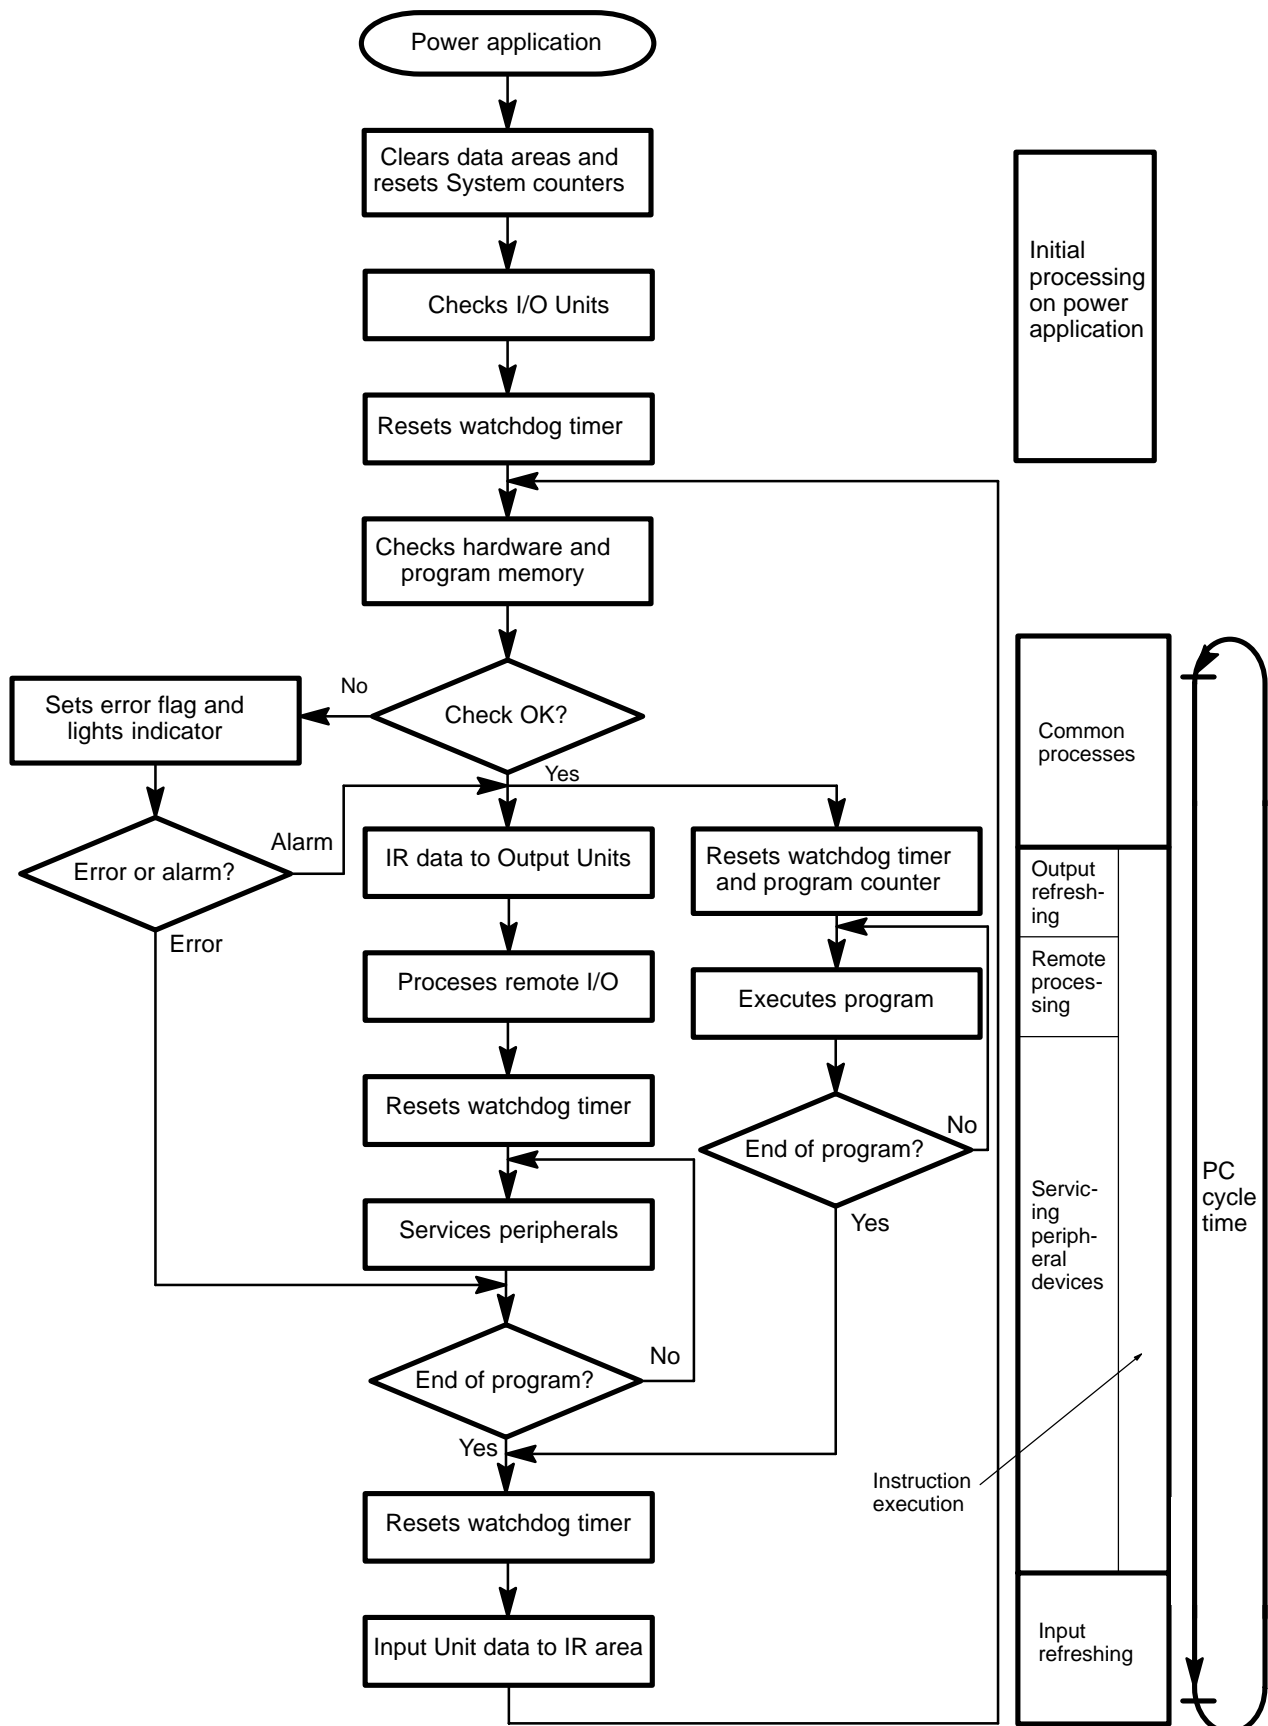 Power application
Clears data areas and
resets System counters
Initial
processing
on power
application
Checks I/O Units
Resets watchdog timer
Checks hardware and
program memory
No
Sets error flag and
lights indicator
Check OK?
Common
processes
Yes
Alarm
Error or alarm?
IR data to Output Units
Resets watchdog timer
and program counter
Output
refresh-
ing
Error
Remote
proces-
sing
Proceses remote I/O
Executes program
Resets watchdog timer
No
End of program?
Yes
Servic-
ing
periph-
eral
devices
PC
cycle
time
Services peripherals
No
End of program?
Yes
Instruction
execution
Resets watchdog timer
Input Unit data to IR area
Input
refreshing